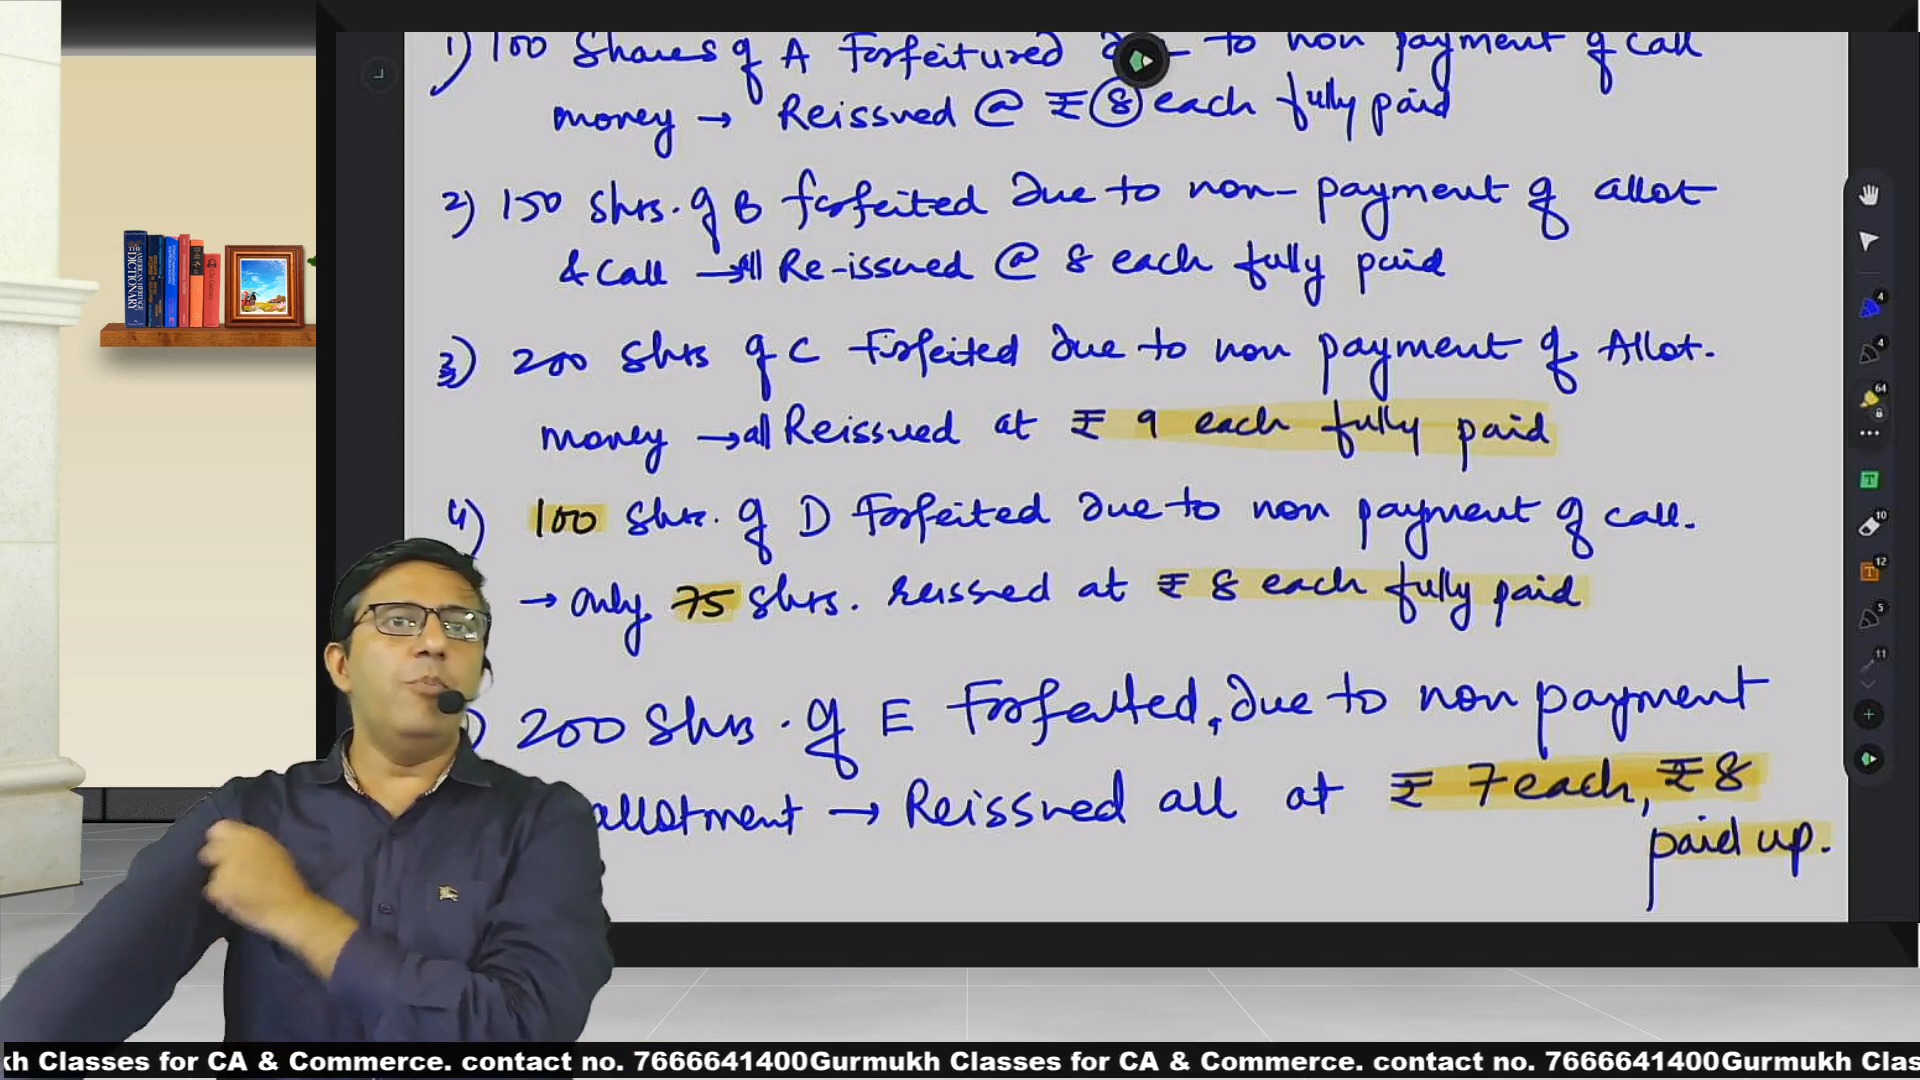 1) 100 Shares of A Forfeitured to non payment of call
money → Reissued @ ₹ 8 each fully paid
2) 150 Shrs. of B forfeited Due to non-payment of allot
& Call → all Re-issued @ 8 each fully paid
3) 200 Shrs of C Forfeited due to non payment of Allot.
money → all Reissued at ₹ 9 each fully paid
4) 100 Shrs. of D Forfeited Due to non payment of call.
→ Only 75 Shrs. reissued at ₹ 8 each fully paid
) 200 Shrs. of E Forfeited, Due to non payment
allotment → Reissued all at ₹ 7 each, ₹ 8
paid up.
THE DICTIONARY
kh Classes for CA & Commerce. contact no. 7666641400Gurmukh Classes for CA & Commerce. contact no. 7666641400Gurmukh Clas